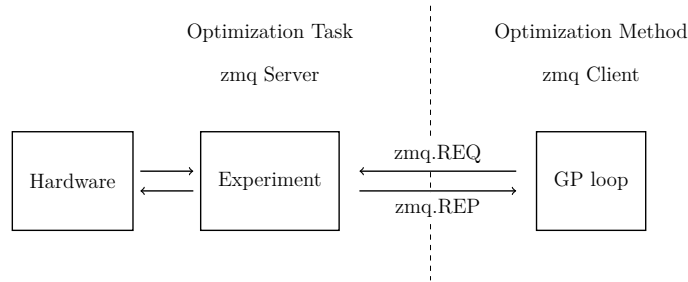 Optimization Task
Optimization Method
zmq Server
zmq Client
zmq.REQ
Hardware
Experiment
GP loop
zmq.REP